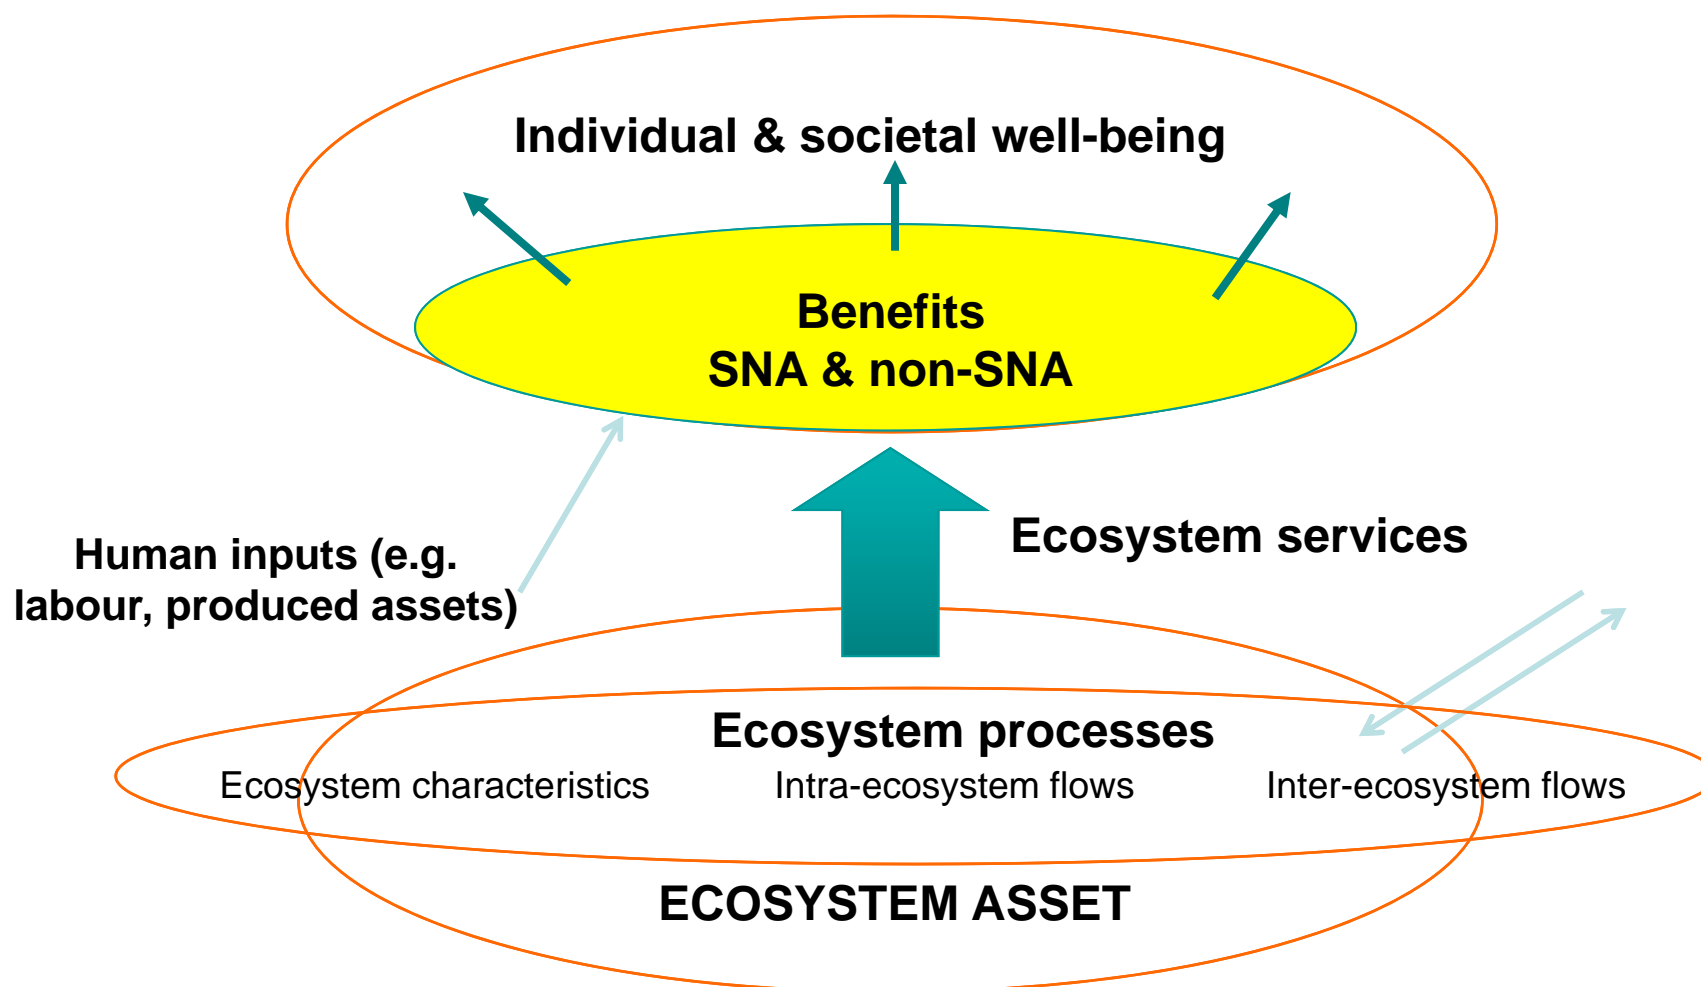 Individual & societal well-being
Benefits
SNA & non-SNA
Ecosystem services
Human inputs (e.g.
labour, produced assets)
Ecosystem processes
Ecosystem characteristics
Intra-ecosystem flows
Inter-ecosystem flows
ECOSYSTEM ASSET